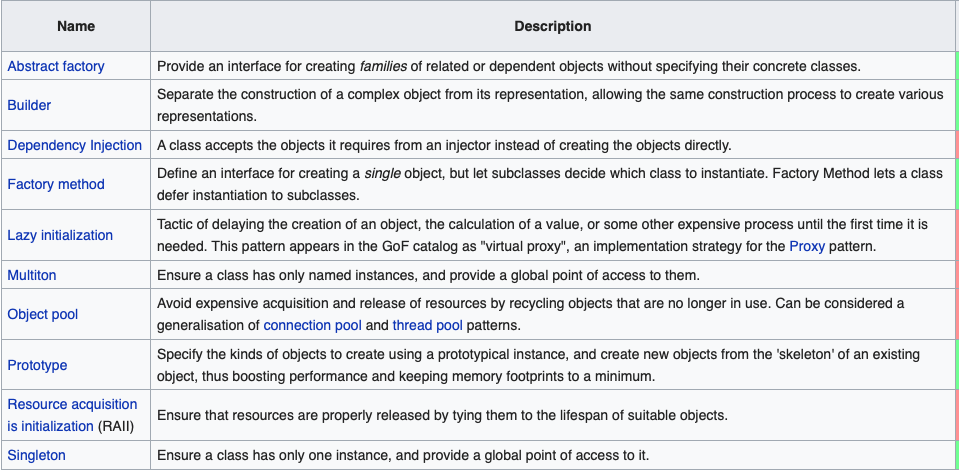 Name Description
Abstract factory Provide an interface for creating families of related or dependent objects without specifying their concrete classes.
Builder Separate the construction of a complex object from its representation, allowing the same construction process to create various
representations.
Dependency Injection A class accepts the objects it requires from an injector instead of creating the objects directly.
Factory method Define an interface for creating a single object, but let subclasses decide which class to instantiate. Factory Method lets a class
defer instantiation to subclasses.
Lazy initialization Tactic of delaying the creation of an object, the calculation of a value, or some other expensive process until the first time it is
needed. This pattern appears in the GoF catalog as "virtual proxy", an implementation strategy for the Proxy pattern.
Multiton Ensure a class has only named instances, and provide a global point of access to them.
Object pool Avoid expensive acquisition and release of resources by recycling objects that are no longer in use. Can be considered a
generalisation of connection pool and thread pool patterns.
Prototype Specify the kinds of objects to create using a prototypical instance, and create new objects from the 'skeleton' of an existing
object, thus boosting performance and keeping memory footprints to a minimum.
Resource acquisition
is initialization (RAII) Ensure that resources are properly released by tying them to the lifespan of suitable objects.
Singleton Ensure a class has only one instance, and provide a global point of access to it.